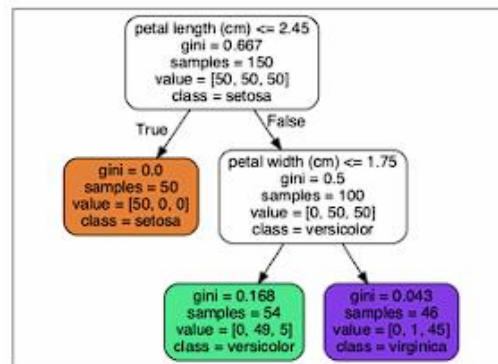 petal length (cm) <= 2.45
gini = 0.667
samples = 150
value = [50, 50, 50]
class = setosa
True
False
gini = 0.0
samples = 50
value = [50, 0, 0]
class = setosa
petal width (cm) <= 1.75
gini = 0.5
samples = 100
value = [0, 50, 50]
class = versicolor
gini = 0.168
samples = 54
value = [0, 49, 5]
class = versicolor
gini = 0.043
samples = 46
value = [0, 1, 45]
class = virginica